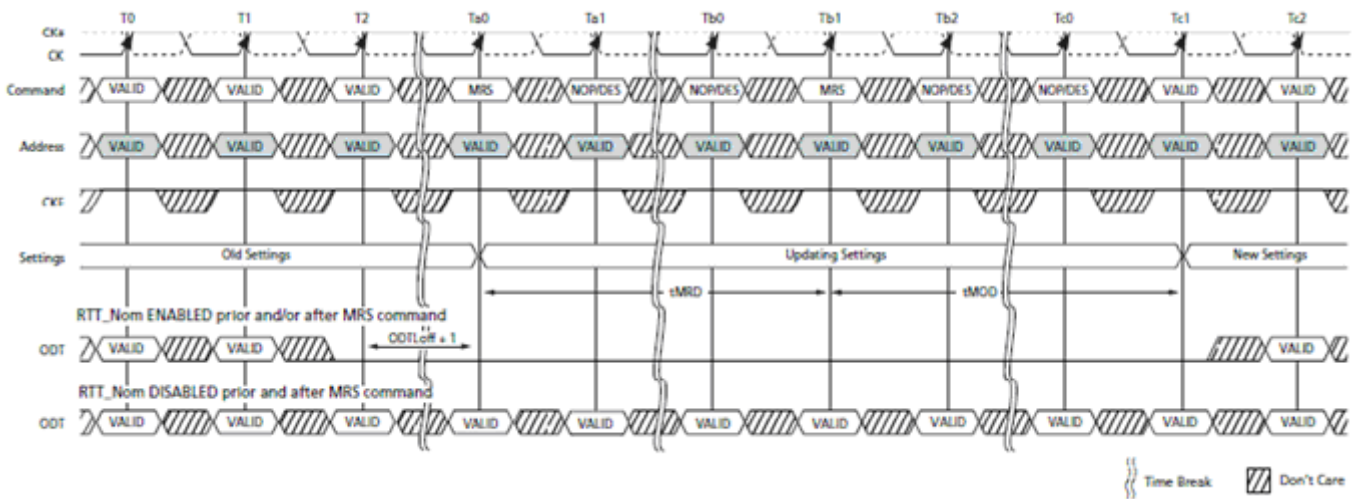 T0 T1 T2 Ta0 Ta1 Tb0 Tb1 Tb2 Tc0 Tc1 Tc2
CK#
CK
Command VALID VALID VALID MRS NOP/DES NOP/DES MRS NOP/DES NOP/DES VALID VALID
Address VALID VALID VALID VALID VALID VALID VALID VALID VALID VALID VALID
CKE
Settings Old Settings Updating Settings New Settings
tMRD tMOD
RTT_Nom ENABLED prior and/or after MRS command
ODT VALID VALID ODTLoff + 1 VALID
RTT_Nom DISABLED prior and after MRS command
ODT VALID VALID VALID VALID VALID VALID VALID VALID VALID VALID VALID
Time Break Don't Care